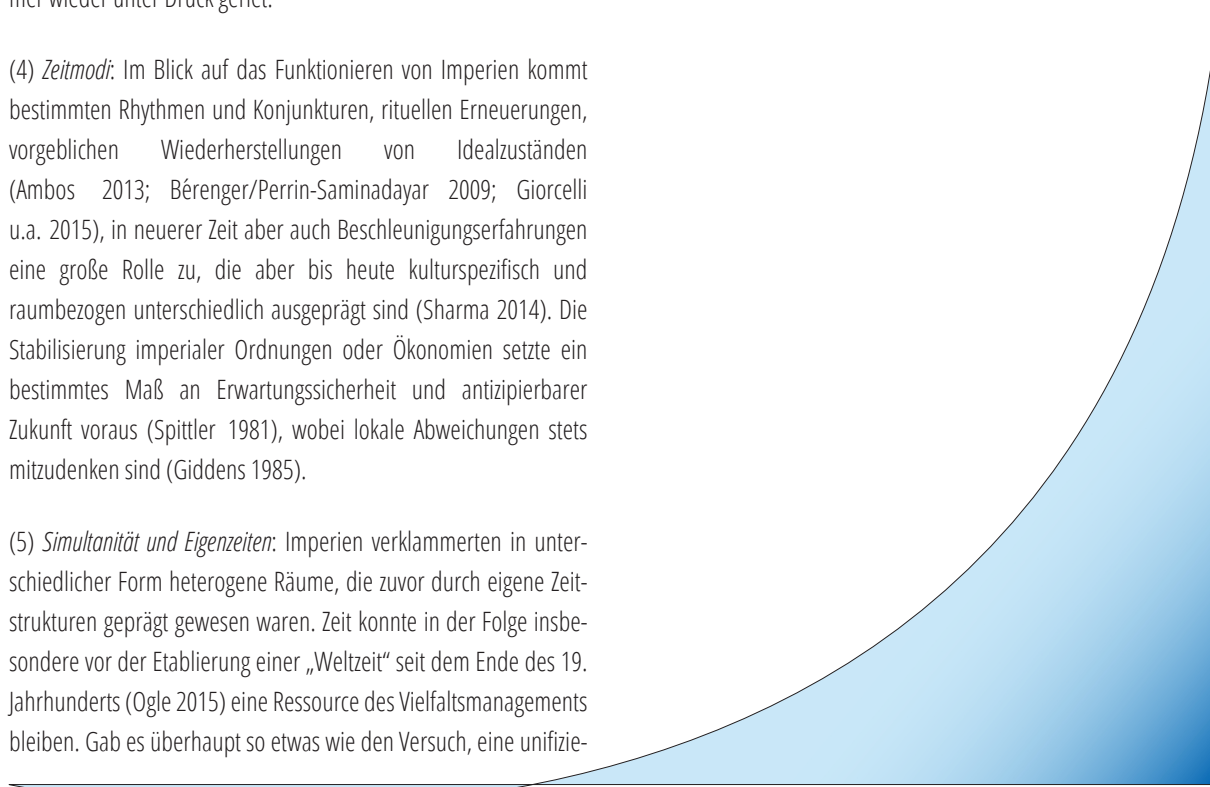 mer wieder unter Druck geriet.
(4) Zeitmodi: Im Blick auf das Funktionieren von Imperien kommt
bestimmten Rhythmen und Konjunkturen, rituellen Erneuerungen,
vorgeblichen Wiederherstellungen von Idealzuständen
(Ambos 2013; Bérenger/Perrin-Saminadayar 2009; Giorcelli
u.a. 2015), in neuerer Zeit aber auch Beschleunigungserfahrungen
eine große Rolle zu, die aber bis heute kulturspezifisch und
raumbezogen unterschiedlich ausgeprägt sind (Sharma 2014). Die
Stabilisierung imperialer Ordnungen oder Ökonomien setzte ein
bestimmtes Maß an Erwartungssicherheit und antizipierbarer
Zukunft voraus (Spittler 1981), wobei lokale Abweichungen stets
mitzudenken sind (Giddens 1985).
(5) Simultanität und Eigenzeiten: Imperien verklammerten in unter-
schiedlicher Form heterogene Räume, die zuvor durch eigene Zeit-
strukturen geprägt gewesen waren. Zeit konnte in der Folge insbe-
sondere vor der Etablierung einer „Weltzeit“ seit dem Ende des 19.
Jahrhunderts (Ogle 2015) eine Ressource des Vielfaltsmanagements
bleiben. Gab es überhaupt so etwas wie den Versuch, eine unifizie-